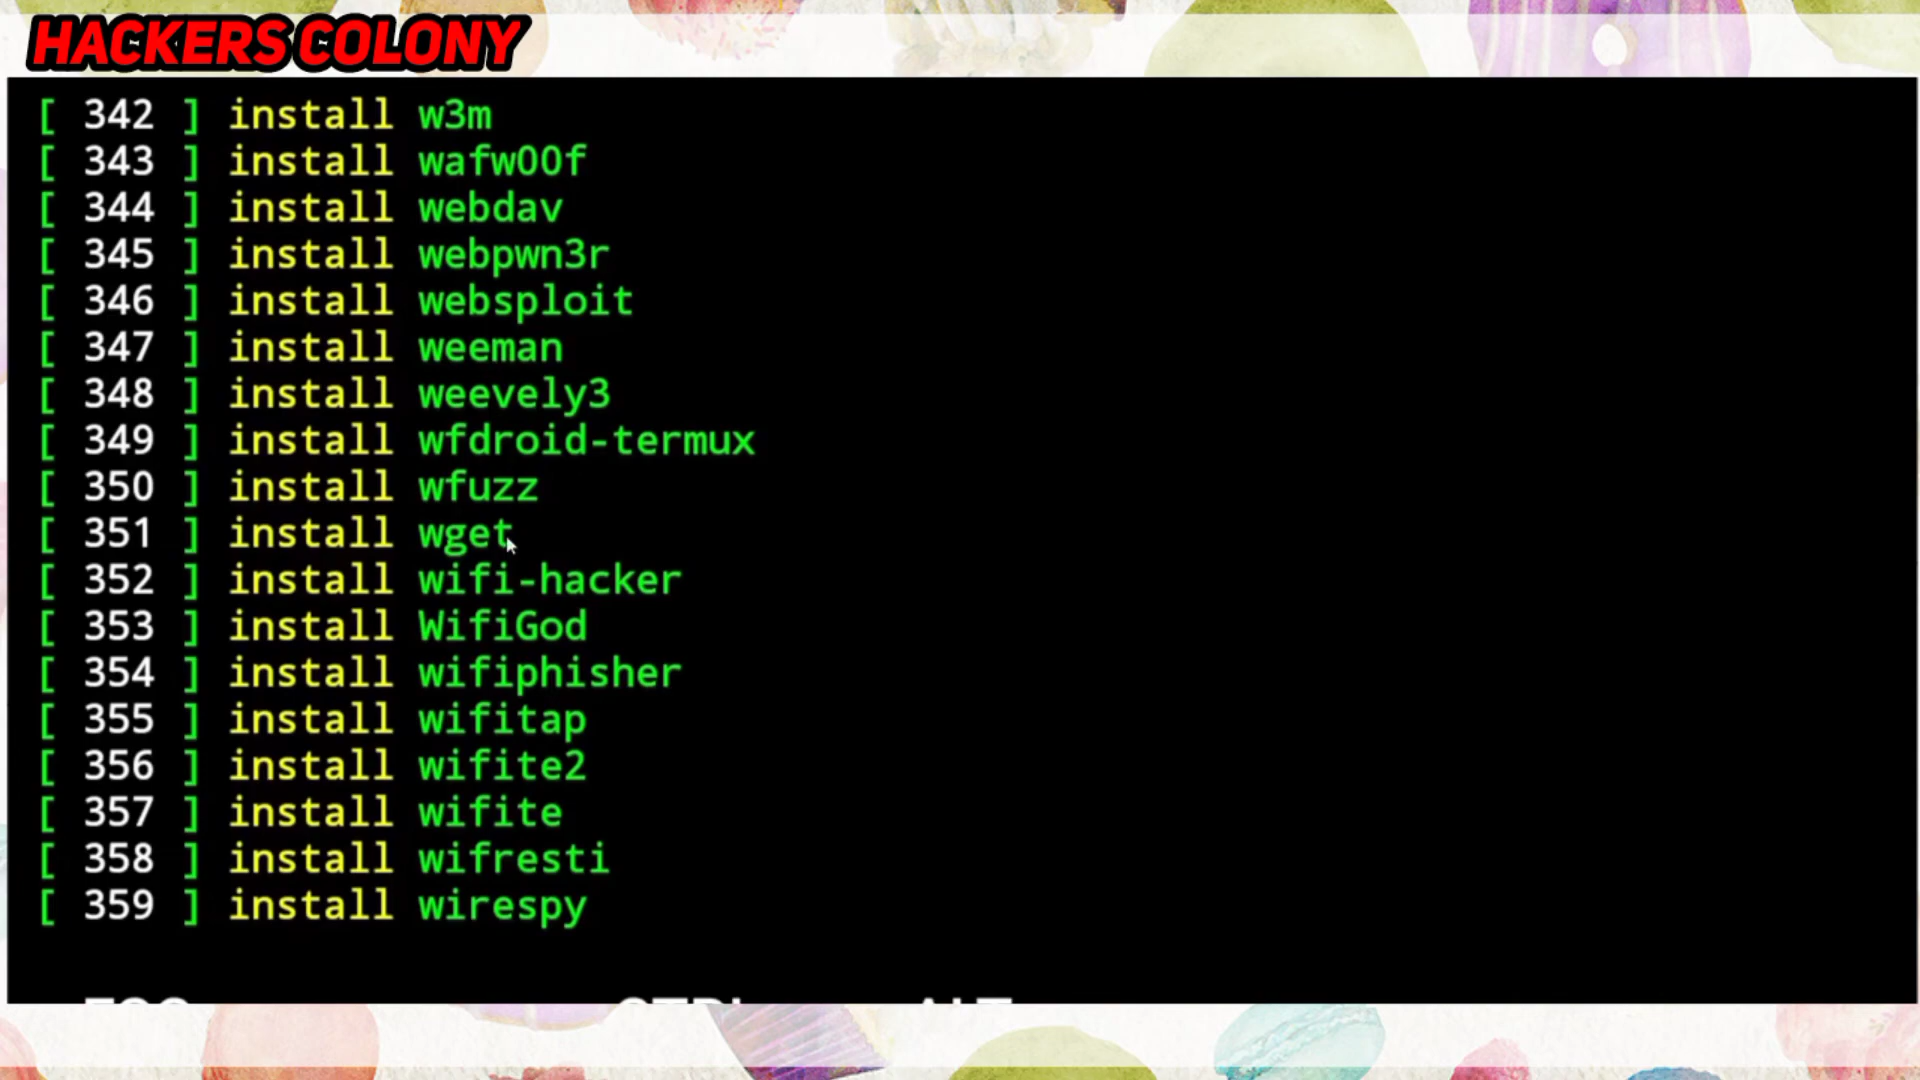 HACKERS COLONY
[ 342 ] install w3m
[ 343 ] install wafw00f
[ 344 ] install webdav
[ 345 ] install webpwn3r
[ 346 ] install websploit
[ 347 ] install weeman
[ 348 ] install weevely3
[ 349 ] install wfdroid-termux
[ 350 ] install wfuzz
[ 351 ] install wget
[ 352 ] install wifi-hacker
[ 353 ] install WifiGod
[ 354 ] install wifiphisher
[ 355 ] install wifitap
[ 356 ] install wifite2
[ 357 ] install wifite
[ 358 ] install wifresti
[ 359 ] install wirespy